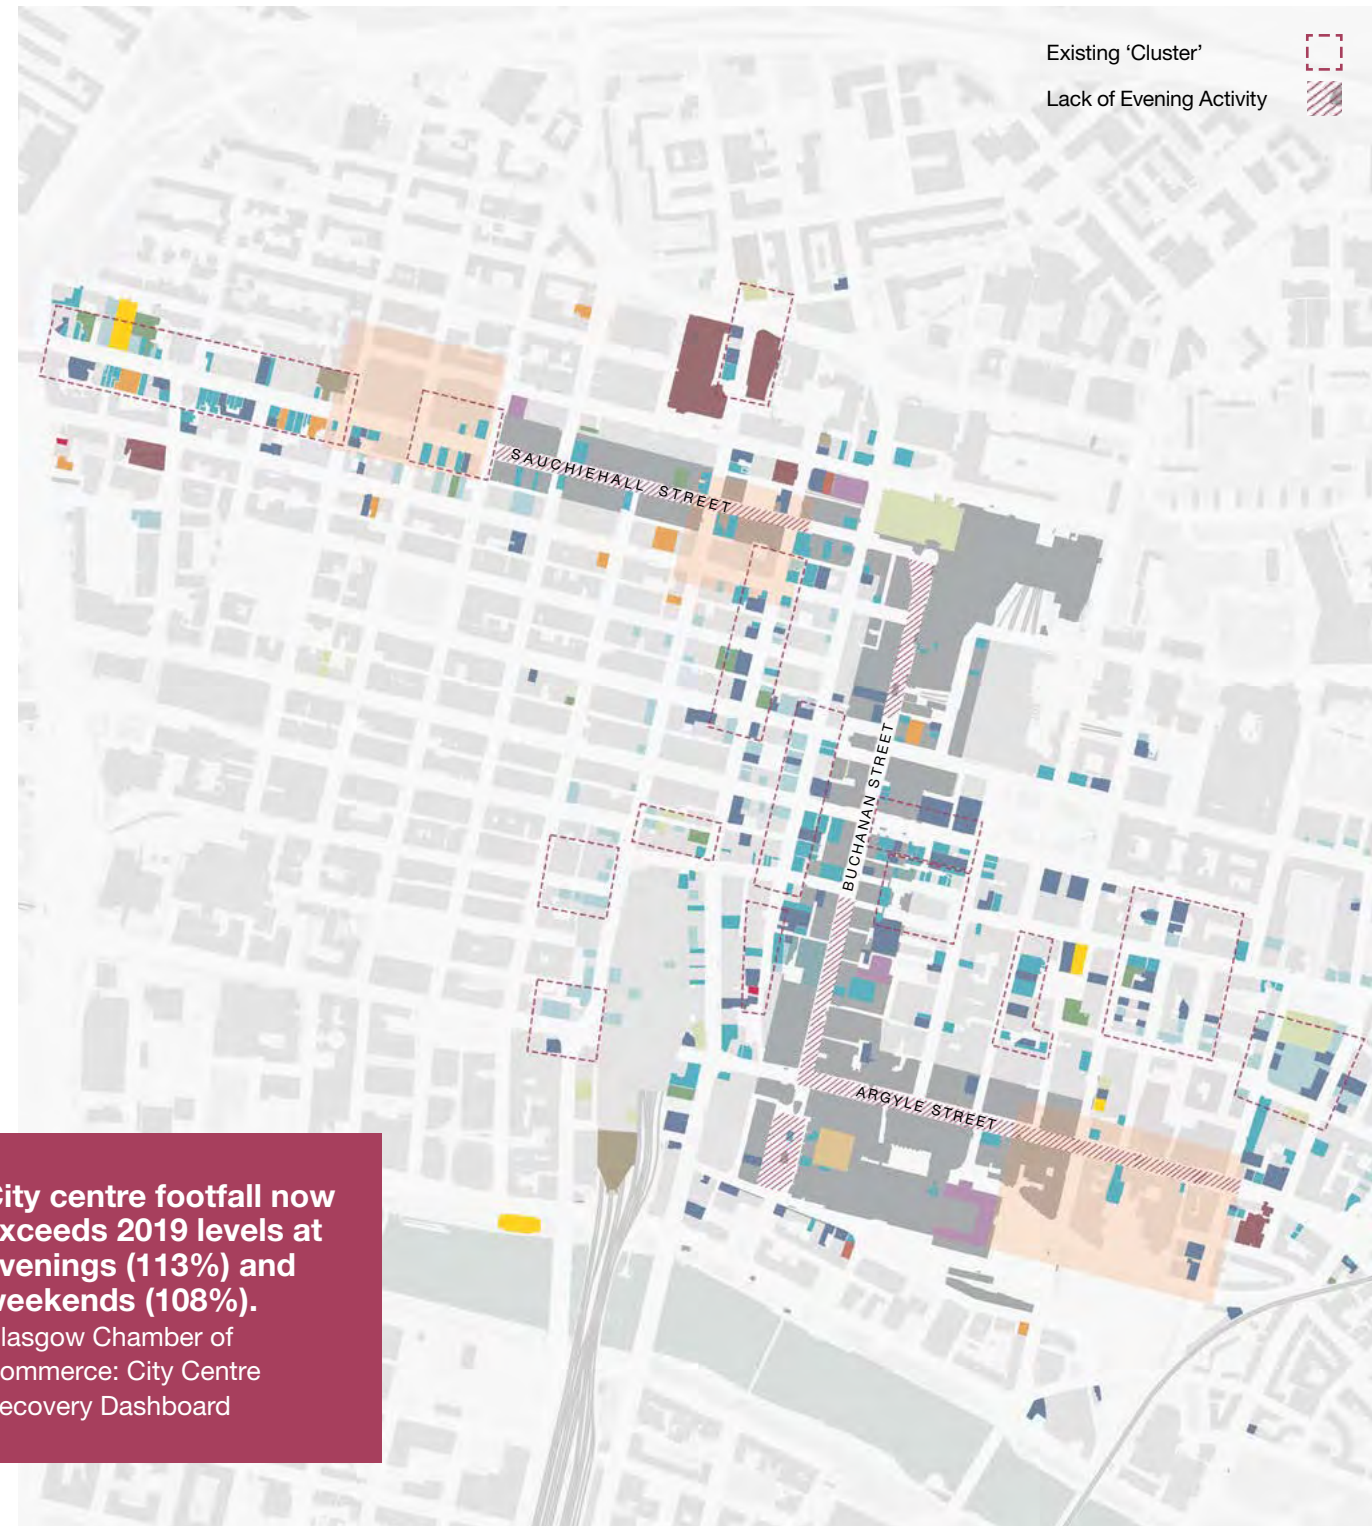 Existing ‘Cluster’
Lack of Evening Activity
SAUCHIEHALL STREET
BUCHANAN STREET
ARGYLE STREET
ity centre footfall now
xceeds 2019 levels at
venings (113%) and
eekends (108%).
lasgow Chamber of
ommerce: City Centre
ecovery Dashboard